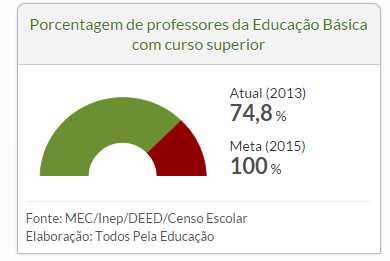 Porcentagem de professores da Educação Básica
com curso superior
Atual (2013)
74,8 %
Meta (2015)
100 %
Fonte: MEC/Inep/DEED/Censo Escolar
Elaboração: Todos Pela Educação